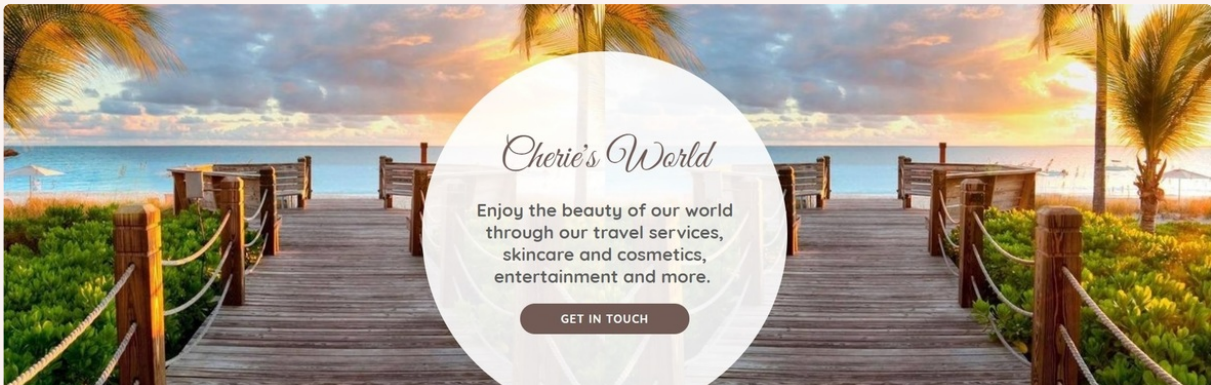 Cherie's World
Enjoy the beauty of our world
through our travel services,
skincare and cosmetics,
entertainment and more.
GET IN TOUCH